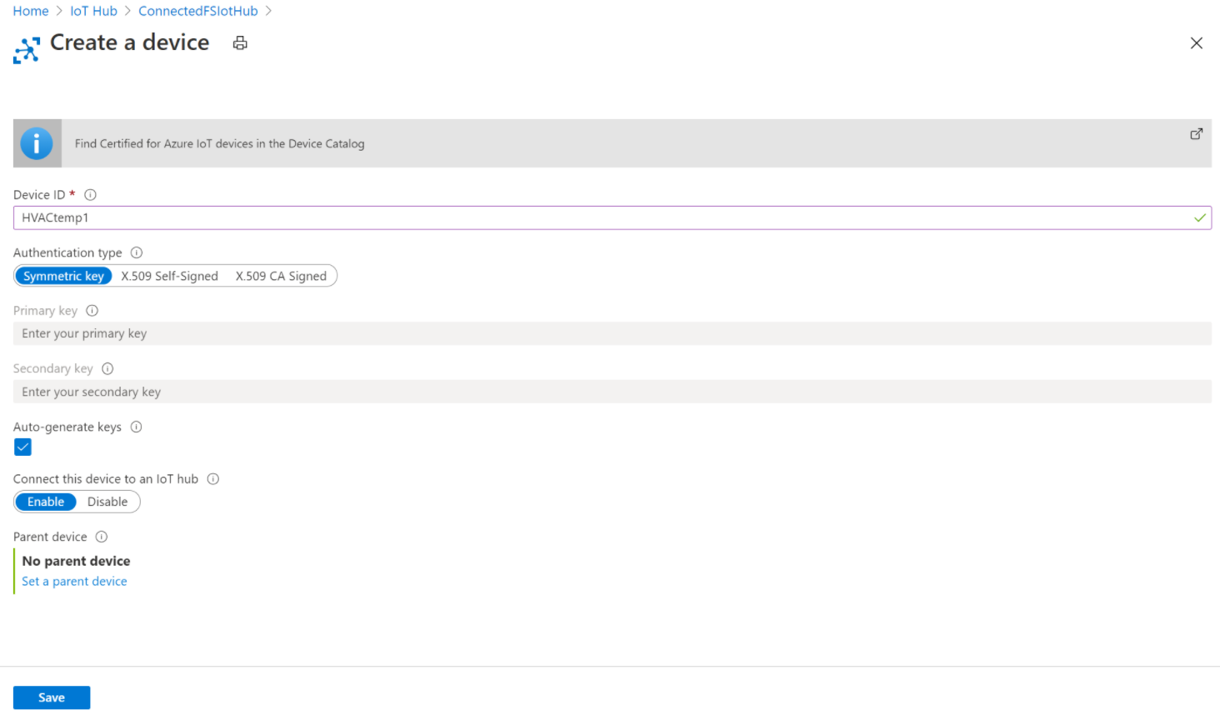 Home > IoT Hub > ConnectedFSIotHub >
Create a device
Find Certified for Azure IoT devices in the Device Catalog
Device ID *
HVACtemp1
Authentication type
Symmetric key X.509 Self-Signed X.509 CA Signed
Primary key
Enter your primary key
Secondary key
Enter your secondary key
Auto-generate keys
Connect this device to an IoT hub
Enable Disable
Parent device
No parent device
Set a parent device
Save